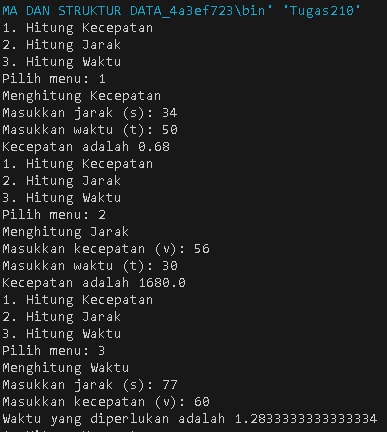 MA DAN STRUKTUR DATA_4a3ef723\bin' 'Tugas210'
1. Hitung Kecepatan
2. Hitung Jarak
3. Hitung Waktu
Pilih menu: 1
Menghitung Kecepatan
Masukkan jarak (s): 34
Masukkan waktu (t): 50
Kecepatan adalah 0.68
1. Hitung Kecepatan
2. Hitung Jarak
3. Hitung Waktu
Pilih menu: 2
Menghitung Jarak
Masukkan kecepatan (v): 56
Masukkan waktu (t): 30
Kecepatan adalah 1680.0
1. Hitung Kecepatan
2. Hitung Jarak
3. Hitung Waktu
Pilih menu: 3
Menghitung Waktu
Masukkan jarak (s): 77
Masukkan kecepatan (v): 60
Waktu yang diperlukan adalah 1.2833333333333334